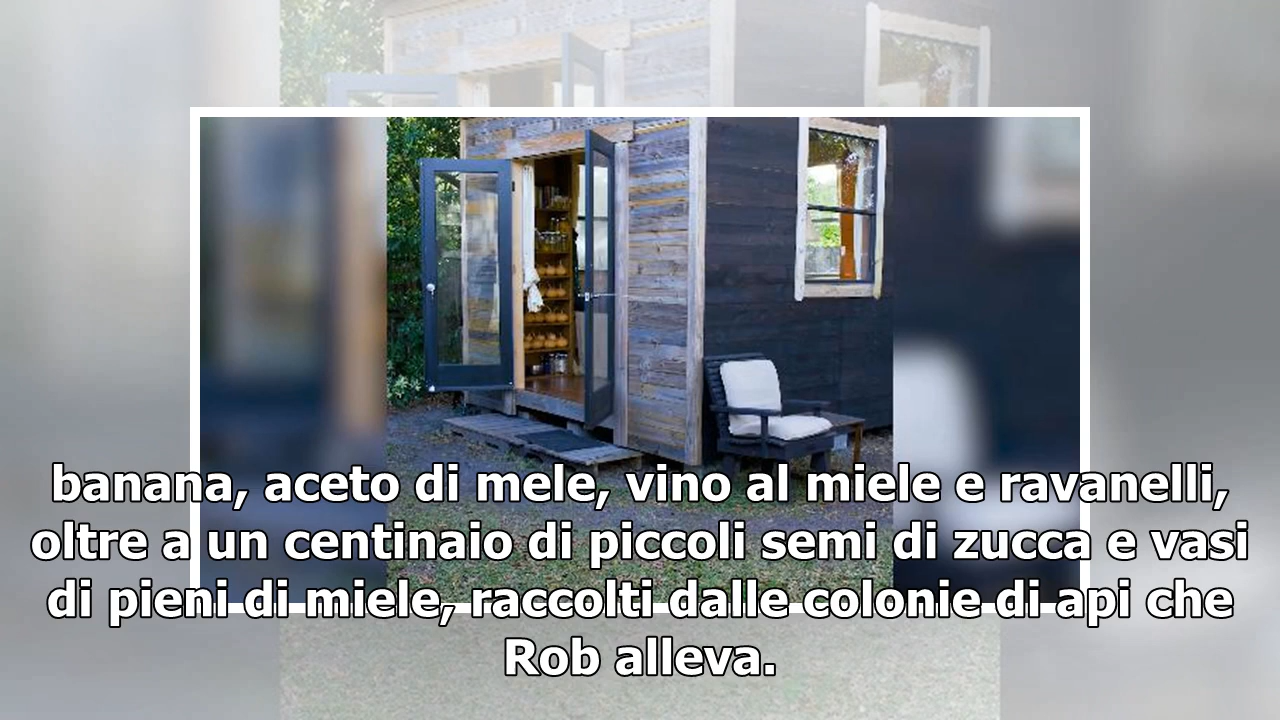 banana, aceto di mele, vino al miele e ravanelli,
oltre a un centinaio di piccoli semi di zucca e vasi
di pieni di miele, raccolti dalle colonie di api che
Rob alleva.